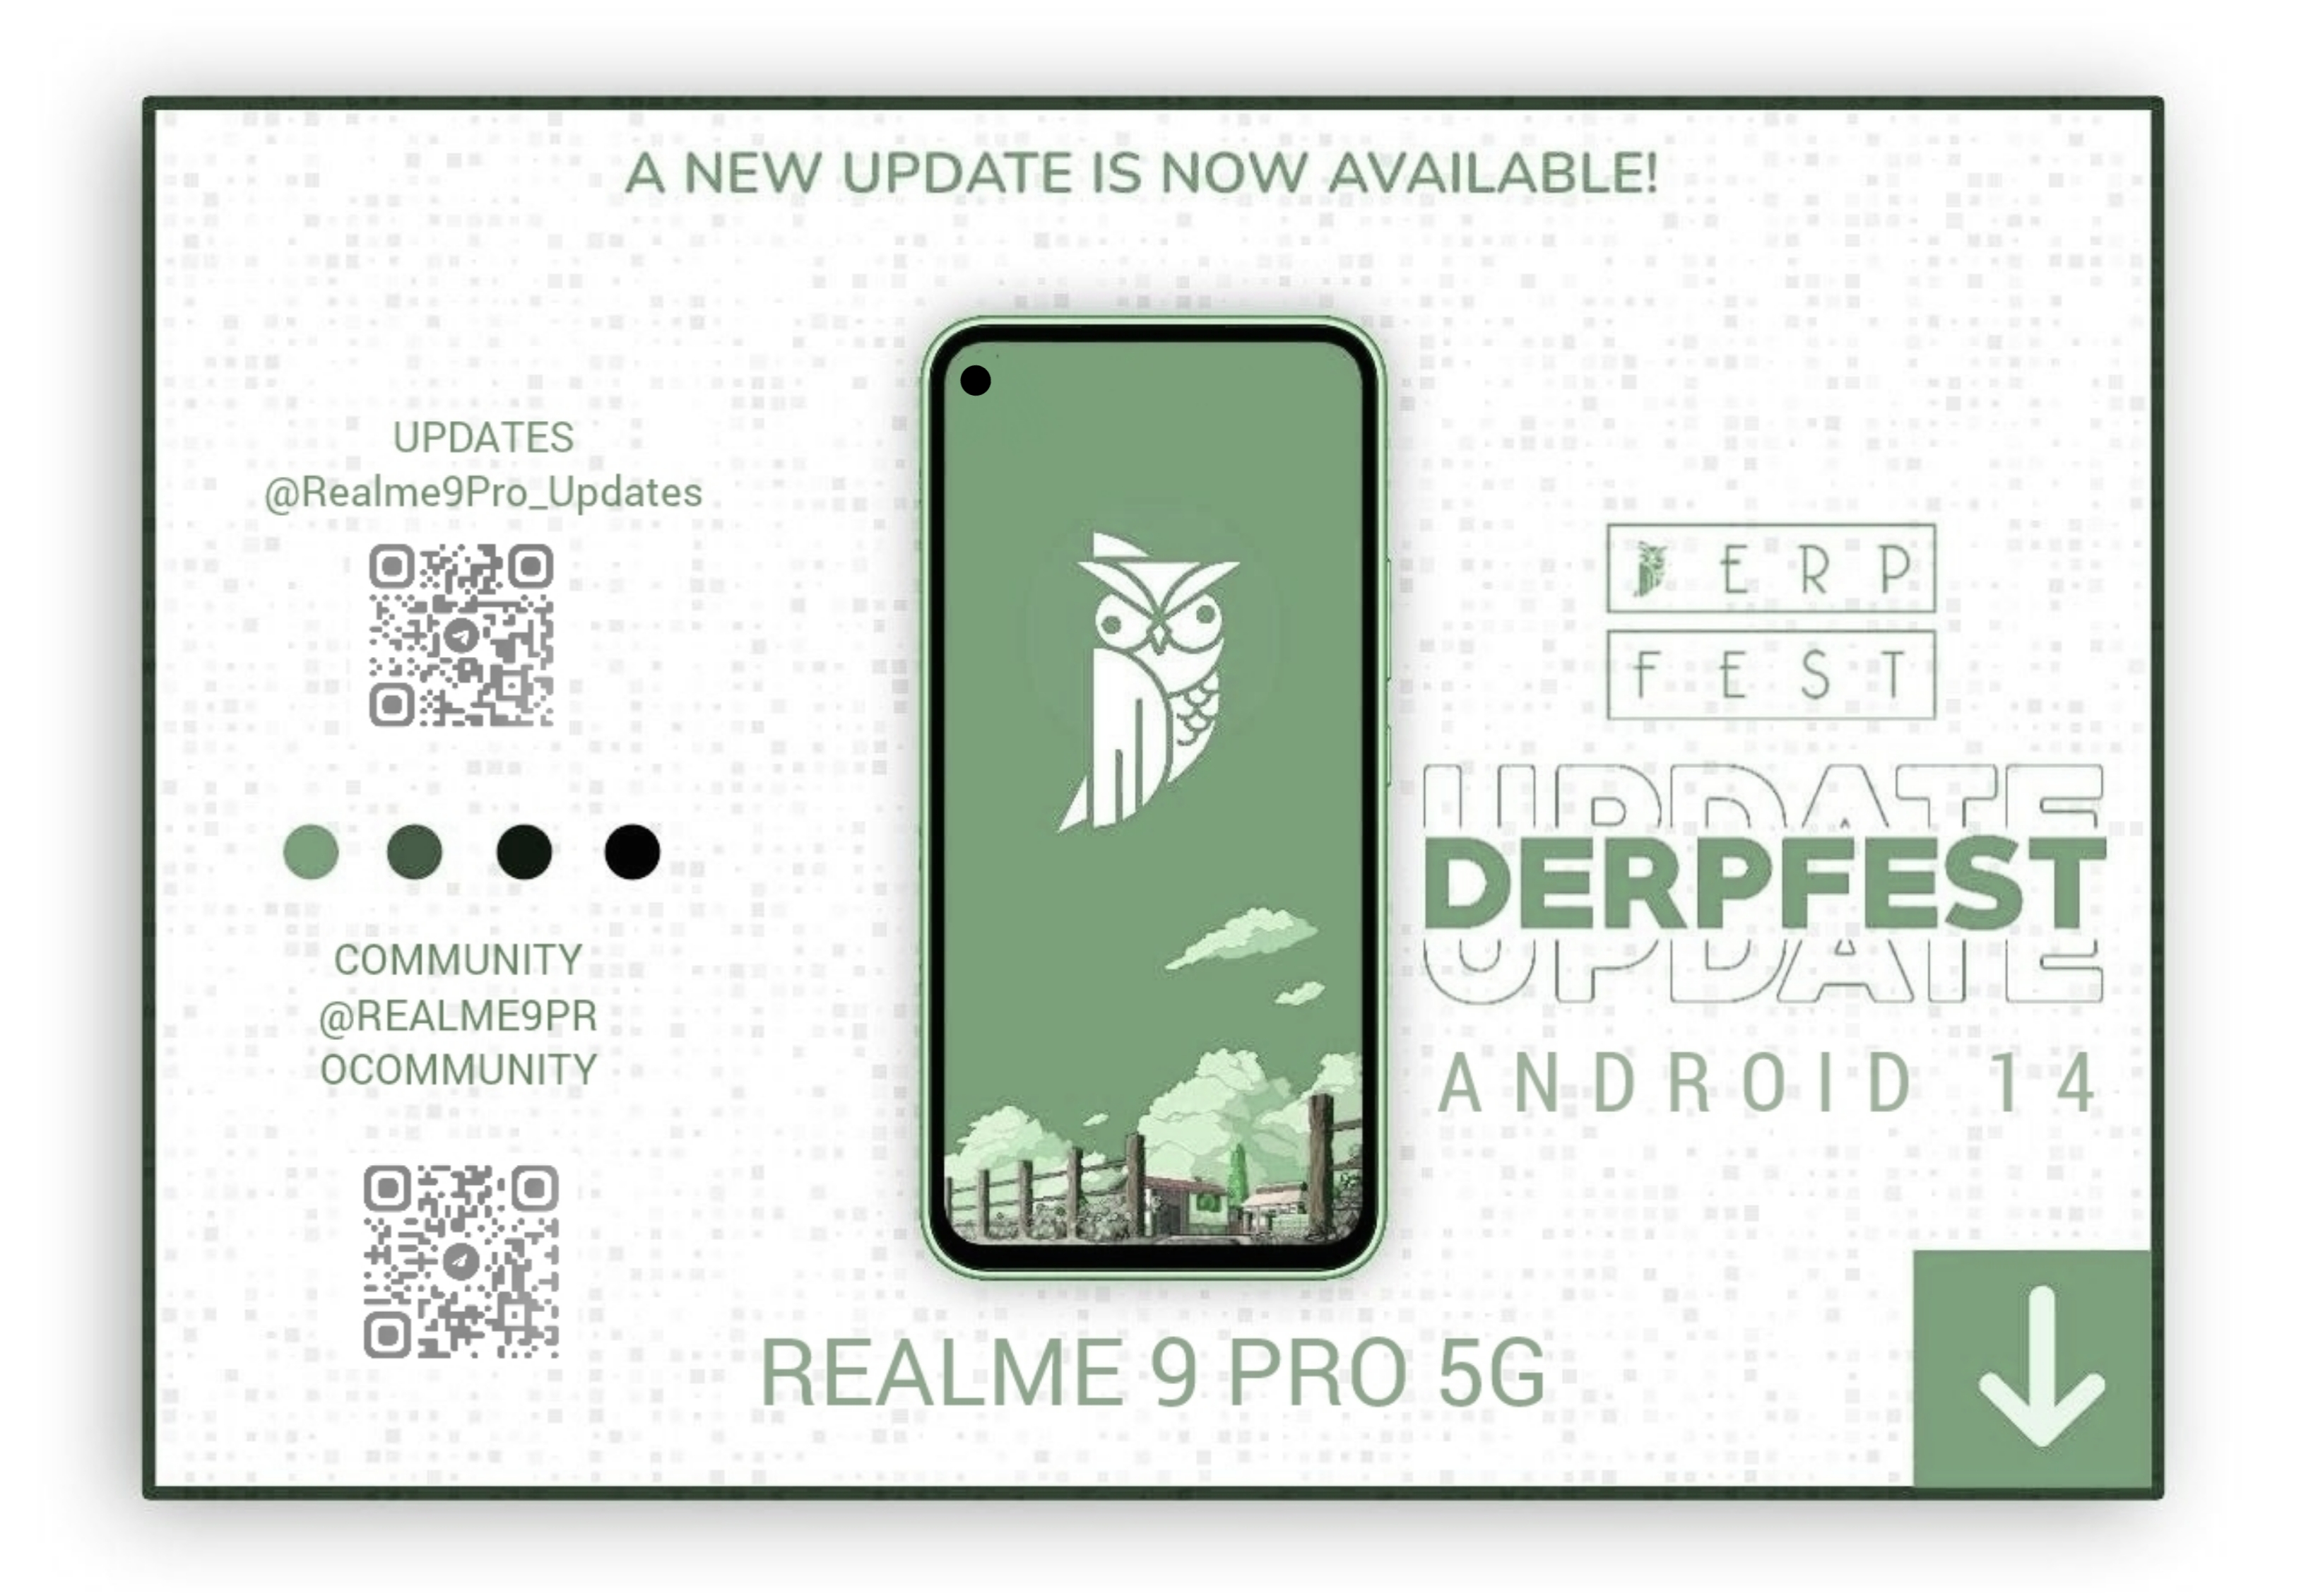 A NEW UPDATE IS NOW AVAILABLE!
UPDATES
@Realme9Pro_Updates
COMMUNITY
@REALME9PR
OCOMMUNITY
ERP
FEST
UPDATE
DERPFEST
UPDATE
ANDROID 14
REALME 9 PRO 5G